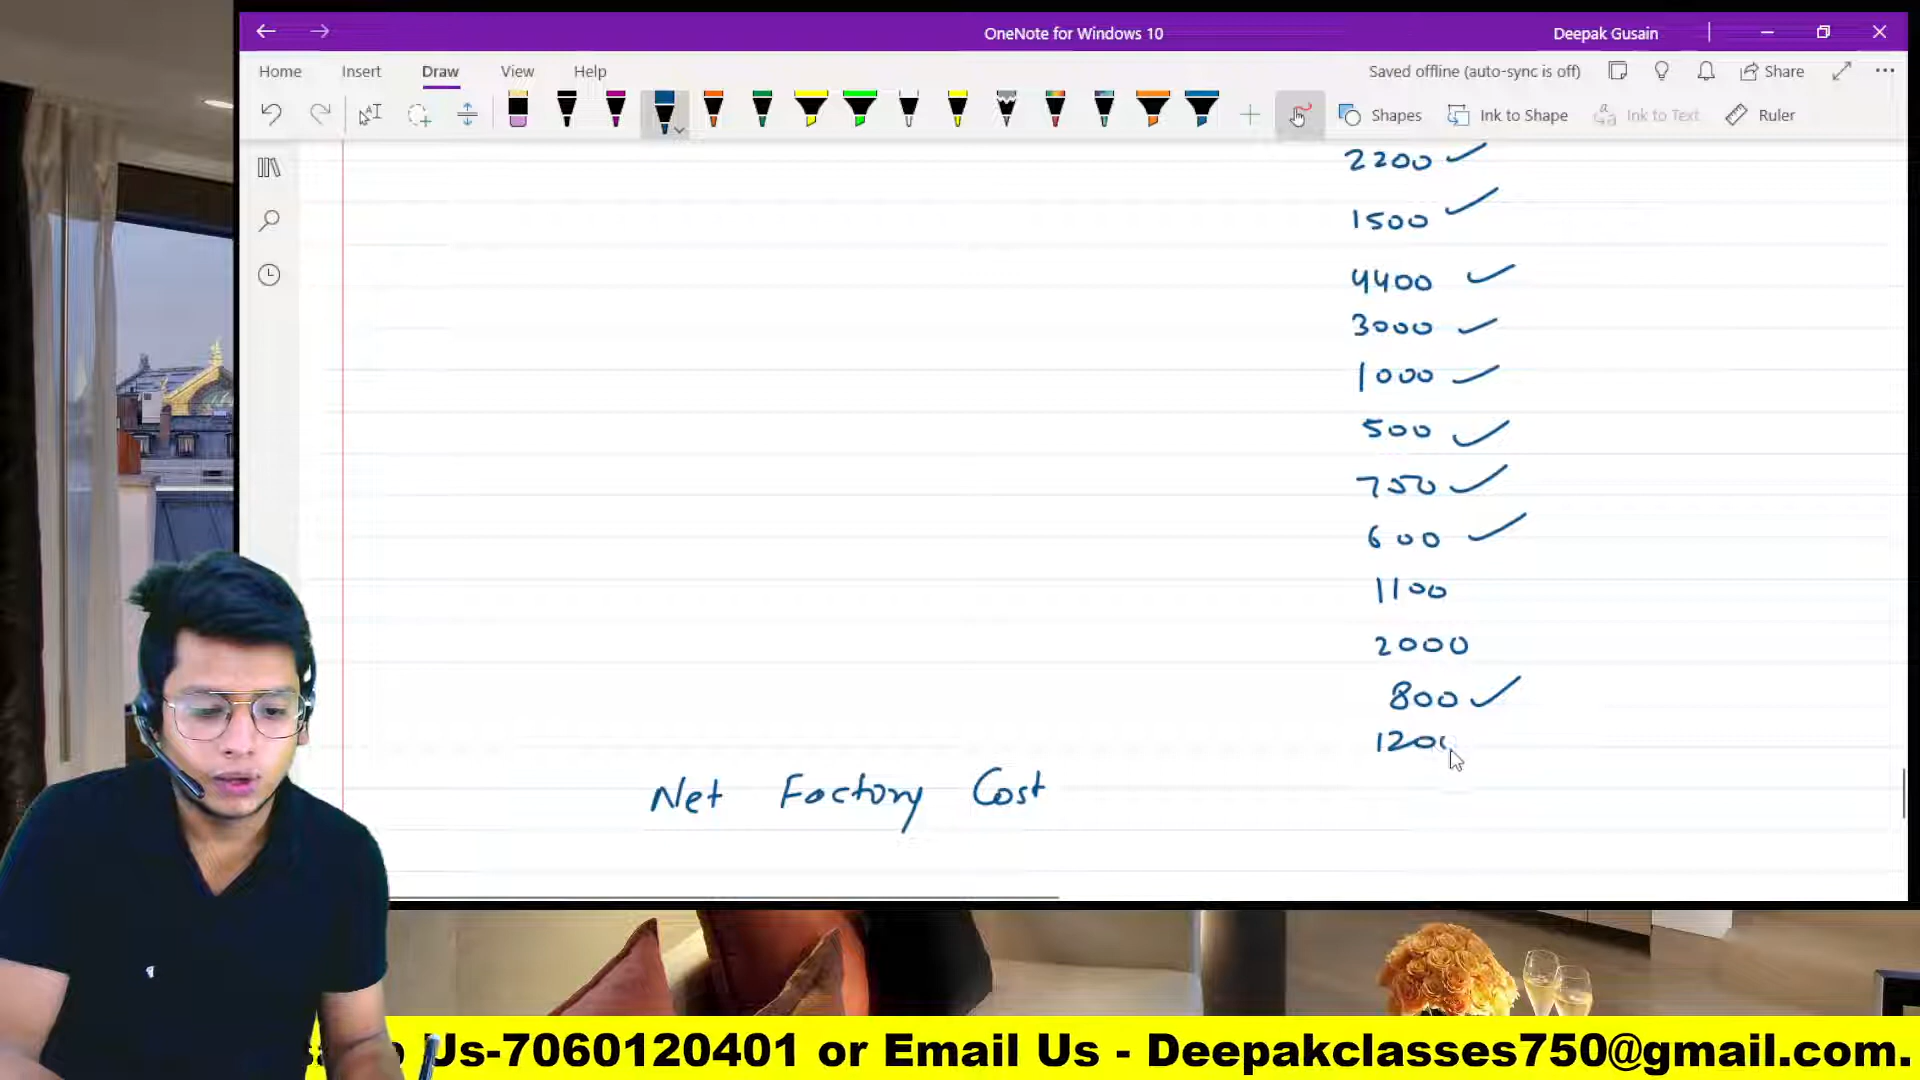 OneNote for Windows 10
Deepak Gusain
Home Insert Draw View Help
Saved offline (auto-sync is off)
Share
Shapes
Ink to Shape
Ink to Text
Ruler
2200
1500
4400
3000
1000
500
750
600
1100
2000
800
1200
Net Factory Cost
Us-7060120401 or Email Us - Deepakclasses750@gmail.com.